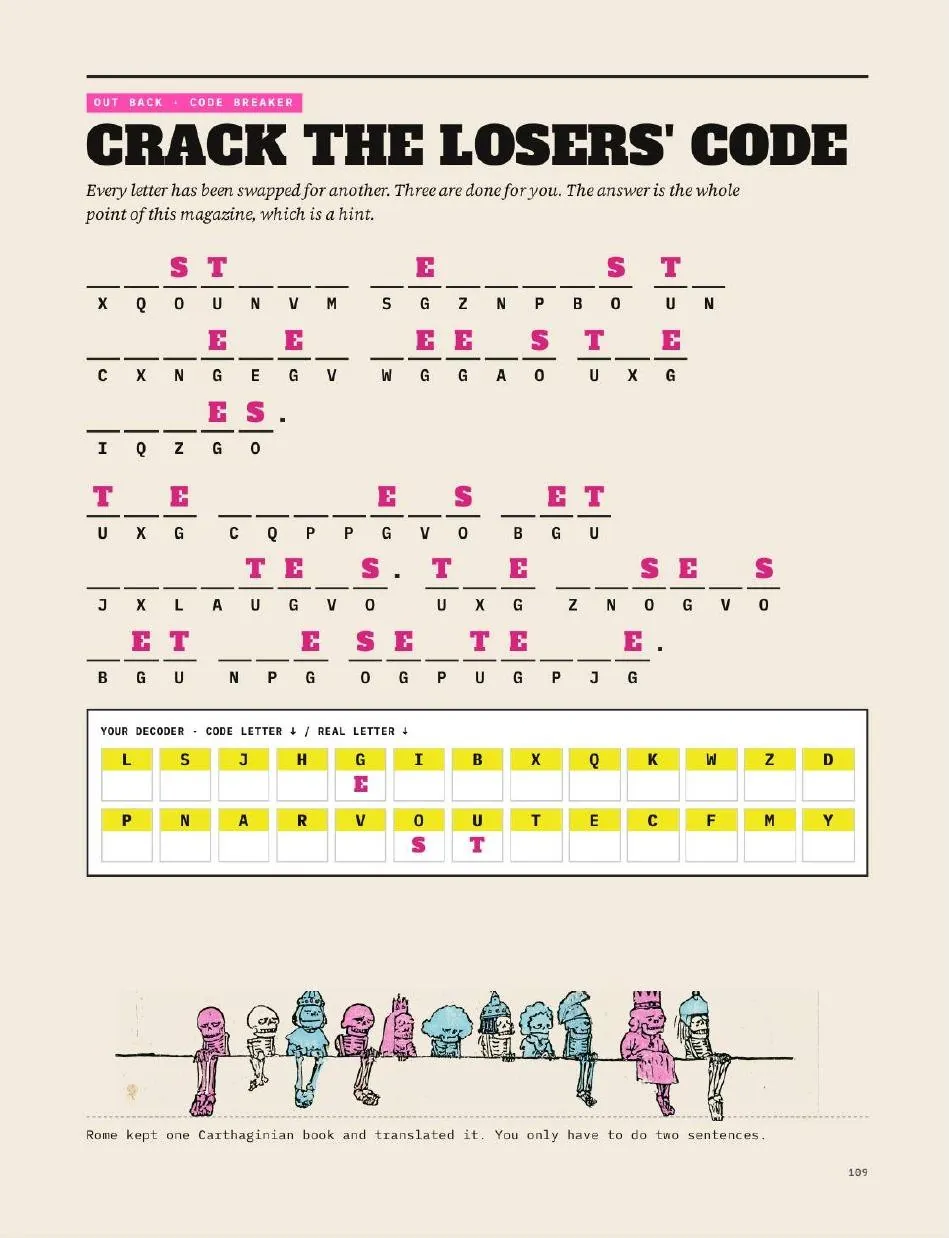 OUT BACK · CODE BREAKER
CRACK THE LOSERS' CODE
Every letter has been swapped for another. Three are done for you. The answer is the whole
point of this magazine, which is a hint.
S T E S T
X Q O U N V M S G Z N P B O U N
E E E E S T E
C X N G E G V W G G A O U X G
E S .
I Q Z G O
T E E S E T
U X G C Q P P G V O B G U
T E S . T E S E S
J X L A U G V O U X G Z N O G V O
E T E S E T E E .
B G U N P G O G P U G P J G
YOUR DECODER · CODE LETTER ↓ / REAL LETTER ↓
L S J H G I B X Q K W Z D
E
P N A R V O U T E C F M Y
S T
Rome kept one Carthaginian book and translated it. You only have to do two sentences.
109